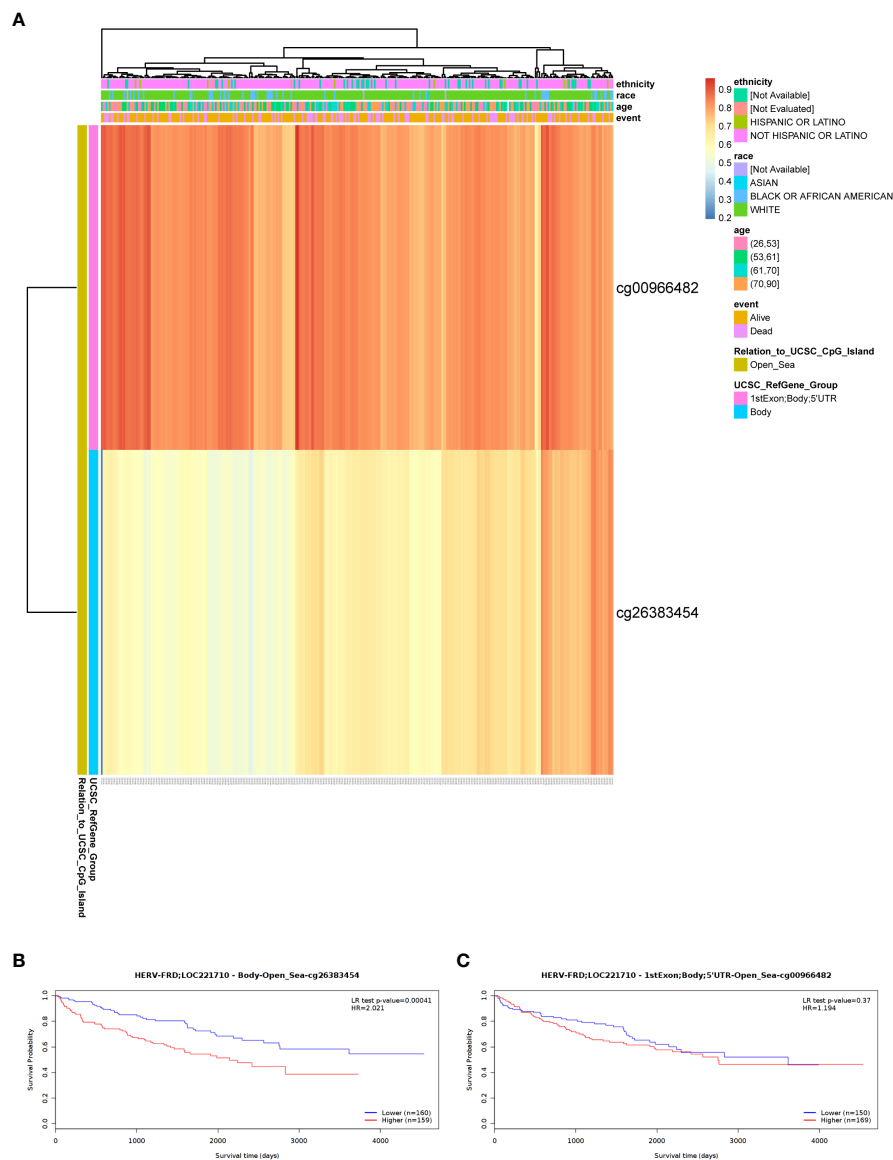 A
ethnicity
race
age
event
0.9
0.8
0.7
0.6
0.5
0.4
0.3
0.2
ethnicity
[Not Available]
[Not Evaluated]
HISPANIC OR LATINO
NOT HISPANIC OR LATINO
race
[Not Available]
ASIAN
BLACK OR AFRICAN AMERICAN
WHITE
age
(26,53]
(53,61]
(61,70]
(70,90]
event
Alive
Dead
Relation_to_UCSC_CpG_Island
Open_Sea
UCSC_RefGene_Group
1stExon;Body;5'UTR
Body
cg00966482
cg26383454
UCSC_RefGene_Group
Relation_to_UCSC_CpG_Island
B
HERV-FRD;LOC221710 - Body-Open_Sea-cg26383454
LR test p-value=0.00041
HR=2.021
Survival Probability
1.0
0.8
0.6
0.4
0.2
0.0
Lower (n=160)
Higher (n=159)
0
1000
2000
3000
4000
Survival time (days)
C
HERV-FRD;LOC221710 - 1stExon;Body;5'UTR-Open_Sea-cg00966482
LR test p-value=0.37
HR=1.194
Survival Probability
1.0
0.8
0.6
0.4
0.2
0.0
Lower (n=150)
Higher (n=169)
0
1000
2000
3000
4000
Survival time (days)